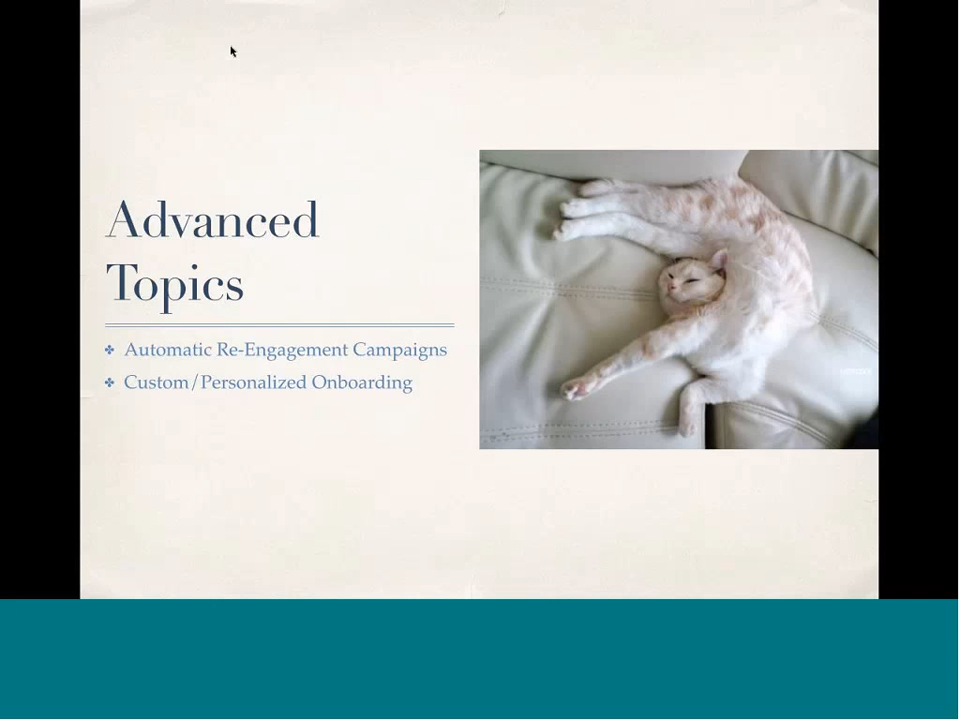 Advanced
Topics
Automatic Re-Engagement Campaigns
Custom/Personalized Onboarding